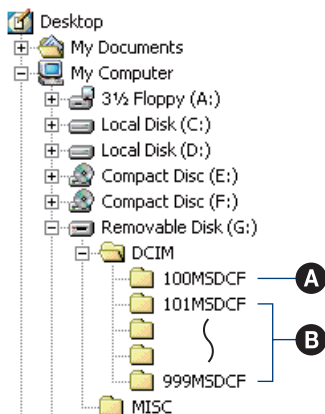 Desktop
My Documents
My Computer
3½ Floppy (A:)
Local Disk (C:)
Local Disk (D:)
Compact Disc (E:)
Compact Disc (F:)
Removable Disk (G:)
DCIM
100MSDCF A
101MSDCF
B
999MSDCF
MISC